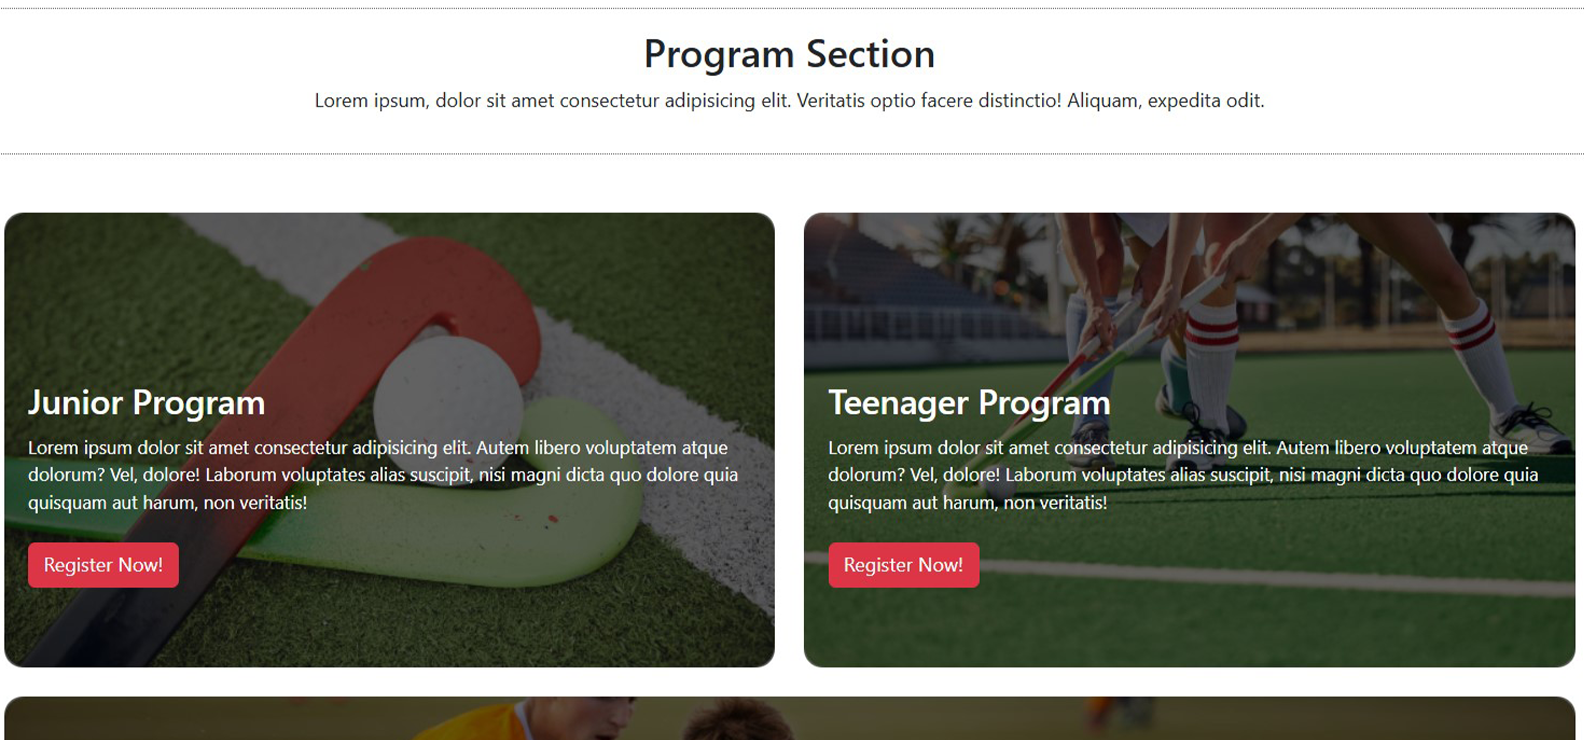 Program Section
Lorem ipsum, dolor sit amet consectetur adipisicing elit. Veritatis optio facere distinctio! Aliquam, expedita odit.
Junior Program
Lorem ipsum dolor sit amet consectetur adipisicing elit. Autem libero voluptatem atque
dolorum? Vel, dolore! Laborum voluptates alias suscipit, nisi magni dicta quo dolore quia
quisquam aut harum, non veritatis!
Register Now!
Teenager Program
Lorem ipsum dolor sit amet consectetur adipisicing elit. Autem libero voluptatem atque
dolorum? Vel, dolore! Laborum voluptates alias suscipit, nisi magni dicta quo dolore quia
quisquam aut harum, non veritatis!
Register Now!